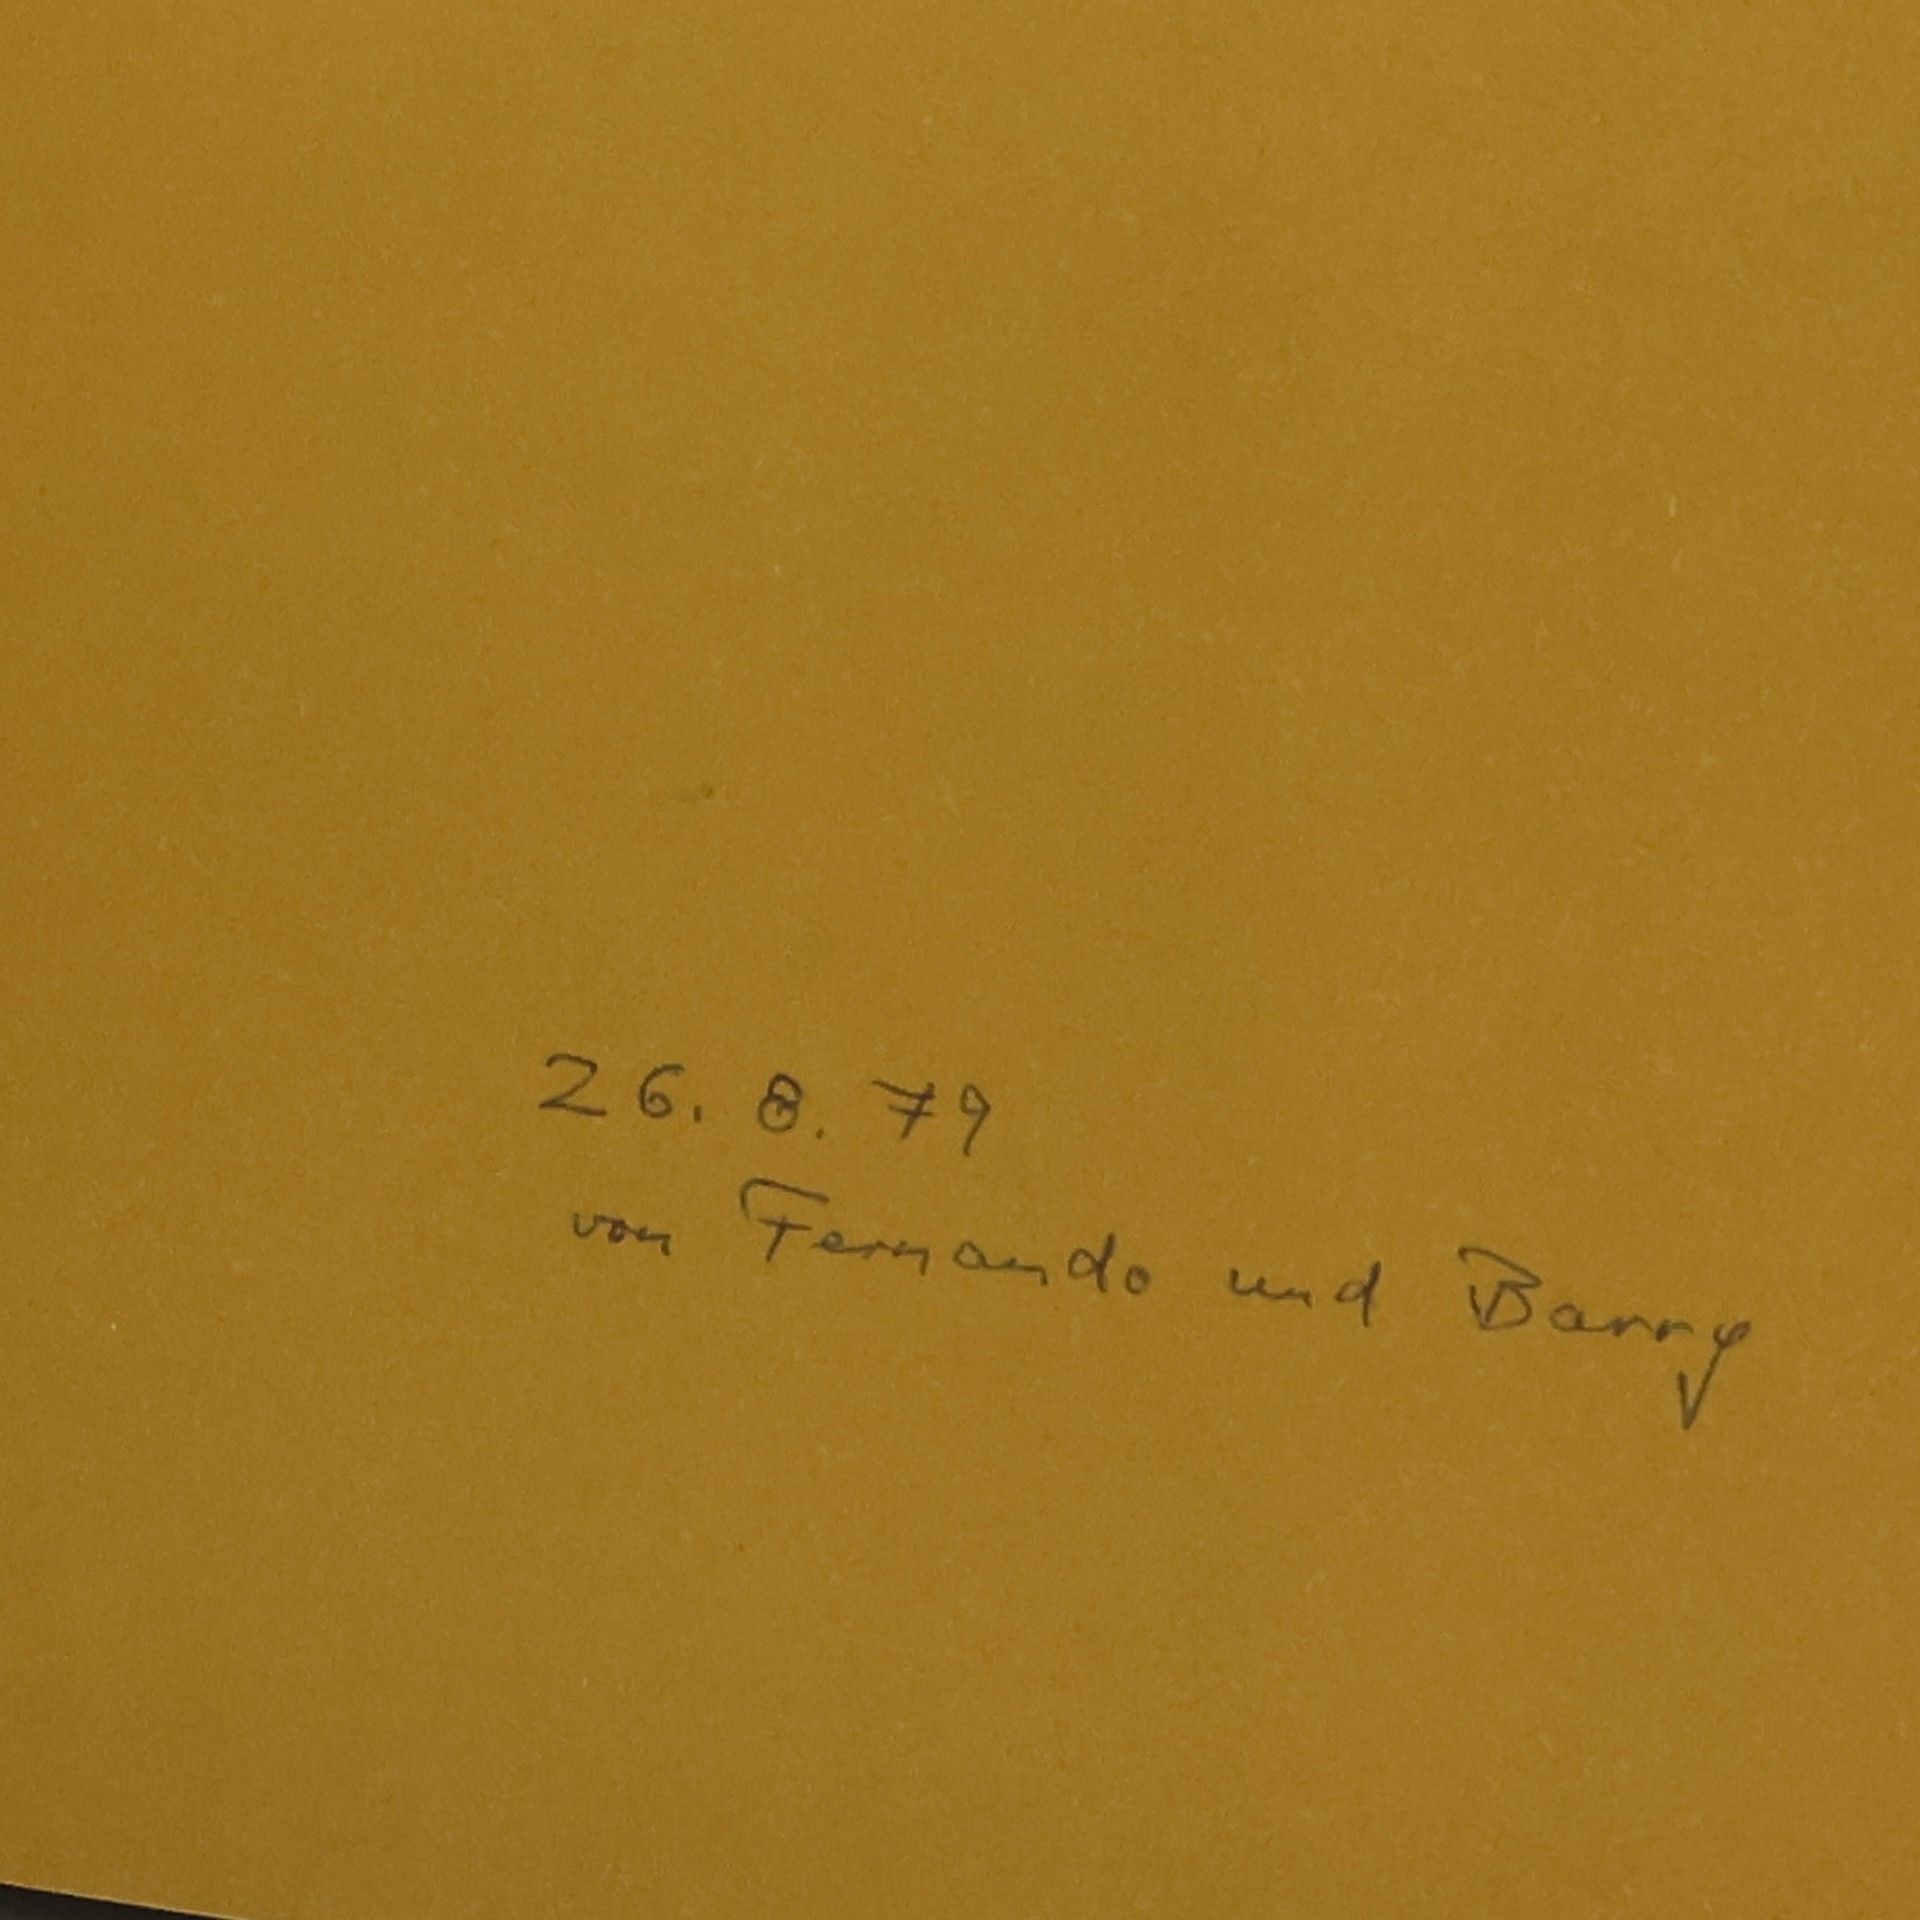 26. 8. 79
von Fernando und Barry